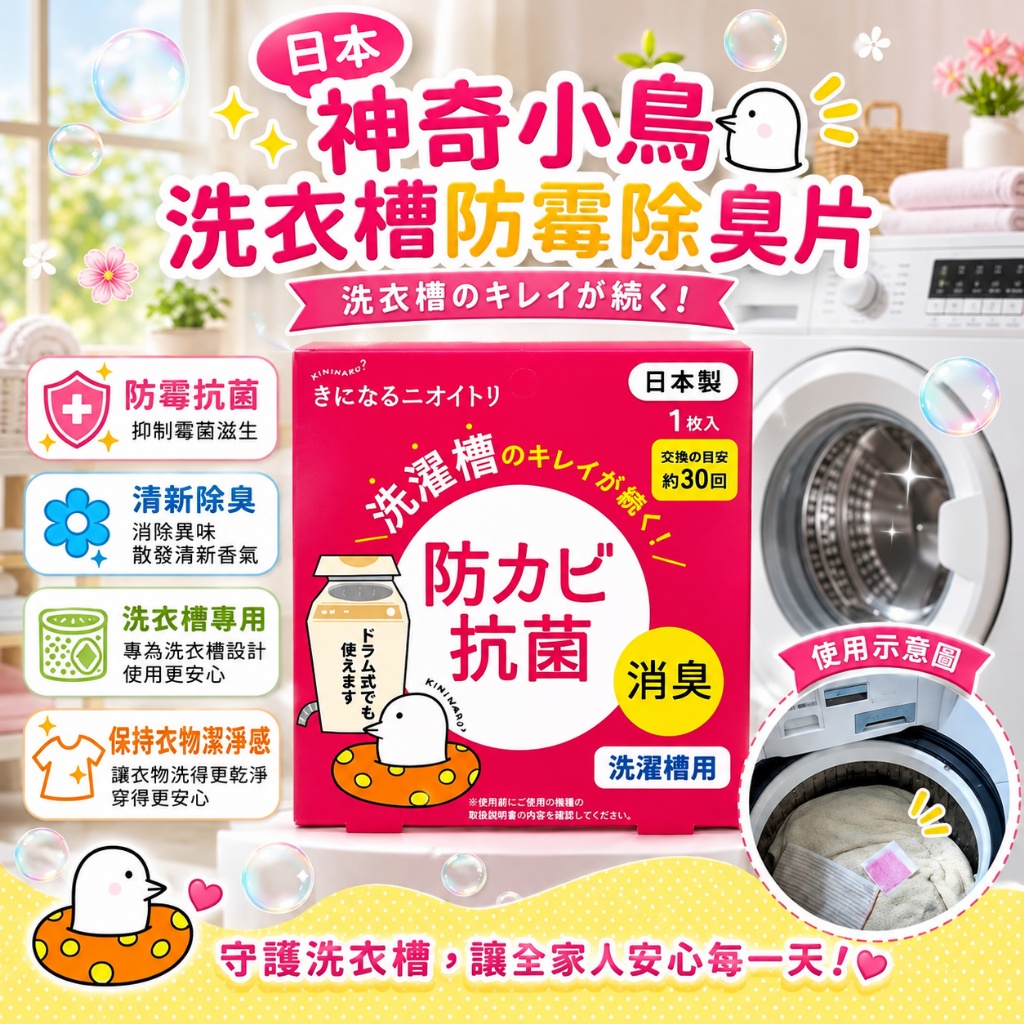 日本
神奇小鳥
洗衣槽防霉除臭片
洗衣槽のキレイが続く!
防霉抗菌
抑制霉菌滋生
清新除臭
消除異味
散發清新香氣
洗衣槽專用
專為洗衣槽設計
使用更安心
保持衣物潔淨感
讓衣物洗得更乾淨
穿得更安心
KININARU?
きになるニオイトリ
日本製
1枚入
交換の目安
約30回
洗濯槽のキレイが続く!
防カビ
抗菌
消臭
ドラム式でも
使えます
KININARU?
洗濯槽用
※使用前にご使用の機種の
取扱説明書の内容を確認してください。
使用示意圖
守護洗衣槽,讓全家人安心每一天!